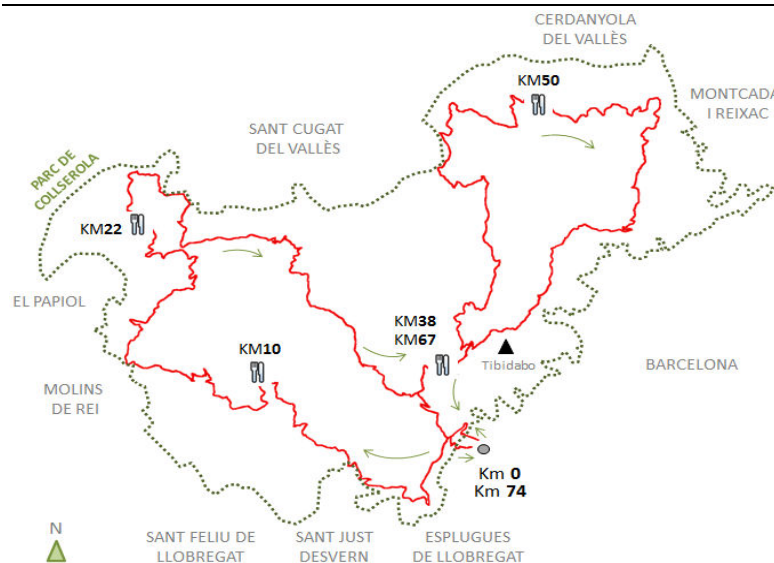 CERDANYOLA
DEL VALLÈS
KM50
MONTCADA
I REIXAC
SANT CUGAT
DEL VALLÈS
PARC DE
COLLSEROLA
KM22
EL PAPIOL
KM38
KM67
KM10
Tibidabo
BARCELONA
MOLINS
DE REI
Km 0
Km 74
N
SANT FELIU DE
LLOBREGAT
SANT JUST
DESVERN
ESPLUGUES
DE LLOBREGAT